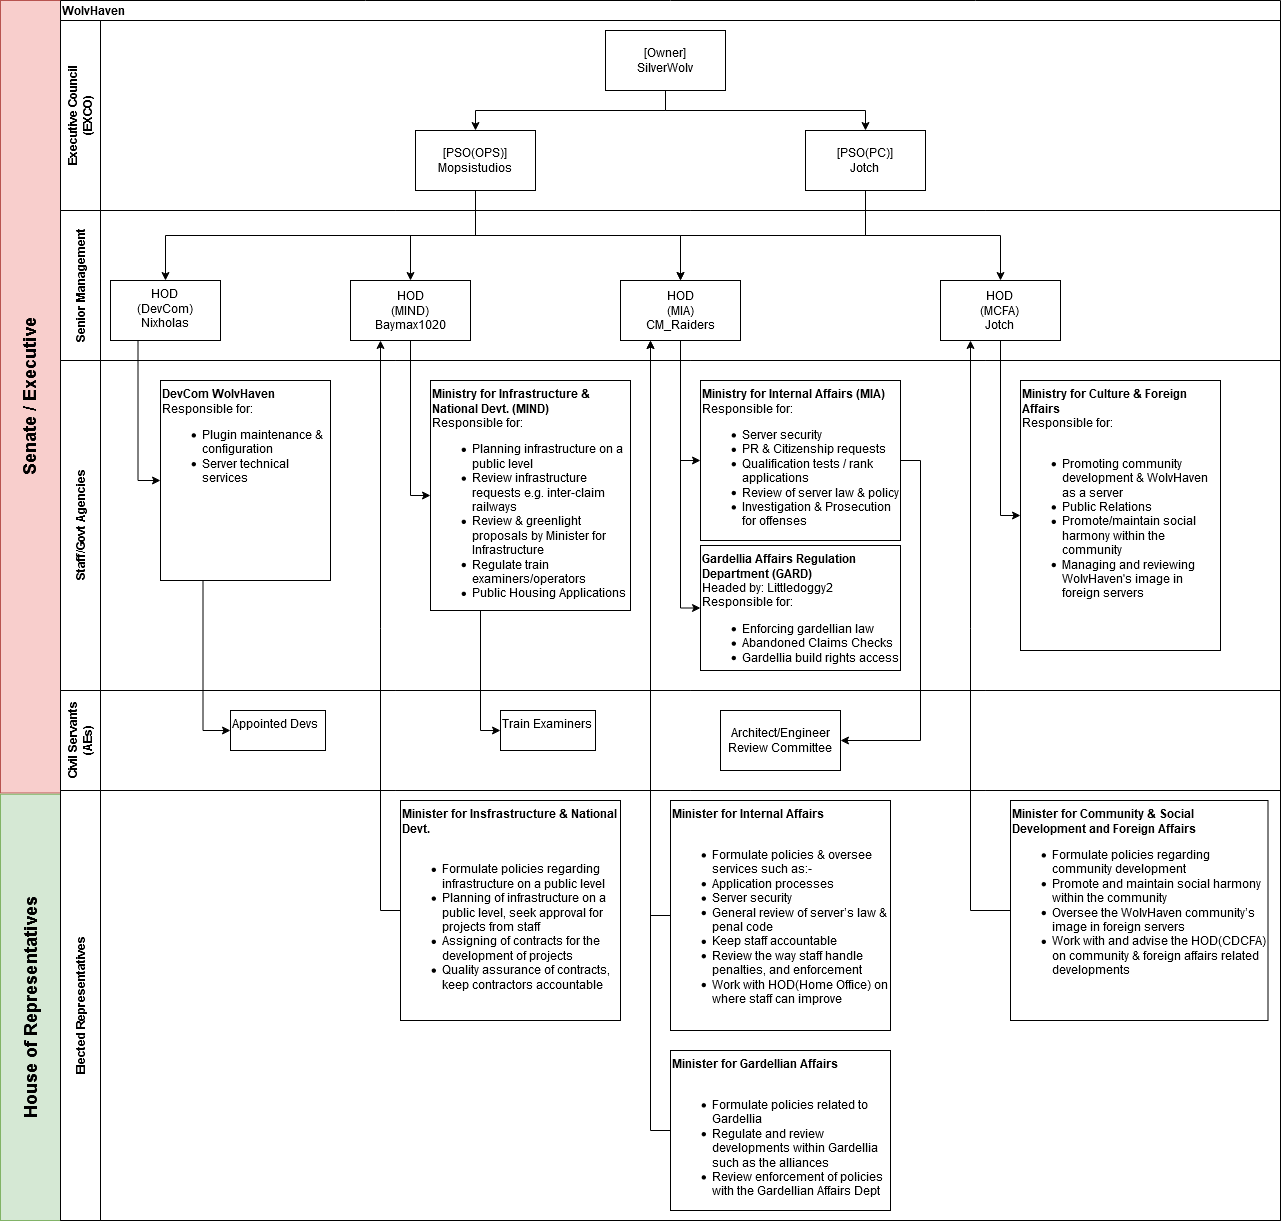 WolvHaven
Senate / Executive
Executive Council
(EXCO)
[Owner]
SilverWolv
[PSO(OPS)]
Mopsistudios
[PSO(PC)]
Jotch
Senior Management
HOD
(DevCom)
Nixholas
HOD
(MIND)
Baymax1020
HOD
(MIA)
CM_Raiders
HOD
(MCFA)
Jotch
Staff/Govt Agencies
DevCom WolvHaven
Responsible for:
• Plugin maintenance &
configuration
• Server technical
services
Ministry for Infrastructure &
National Devt. (MIND)
Responsible for:
• Planning infrastructure on a
public level
• Review infrastructure
requests e.g. inter-claim
railways
• Review & greenlight
proposals by Minister for
Infrastructure
• Regulate train
examiners/operators
• Public Housing Applications
Ministry for Internal Affairs (MIA)
Responsible for:
• Server security
• PR & Citizenship requests
• Qualification tests / rank
applications
• Review of server law & policy
• Investigation & Prosecution
for offenses
Gardellia Affairs Regulation
Department (GARD)
Headed by: Littledoggy2
Responsible for:
• Enforcing gardellian law
• Abandoned Claims Checks
• Gardellia build rights access
Ministry for Culture & Foreign
Affairs
Responsible for:
• Promoting community
development & WolvHaven
as a server
• Public Relations
• Promote/maintain social
harmony within the
community
• Managing and reviewing
WolvHaven's image in
foreign servers
Civil Servants
(AEs)
Appointed Devs
Train Examiners
Architect/Engineer
Review Committee
House of Representatives
Elected Representatives
Minister for Insfrastructure & National
Devt.
• Formulate policies regarding
infrastructure on a public level
• Planning of infrastructure on a
public level, seek approval for
projects from staff
• Assigning of contracts for the
development of projects
• Quality assurance of contracts,
keep contractors accountable
Minister for Internal Affairs
• Formulate policies & oversee
services such as:-
• Application processes
• Server security
• General review of server's law &
penal code
• Keep staff accountable
• Review the way staff handle
penalties, and enforcement
• Work with HOD(Home Office) on
where staff can improve
Minister for Gardellian Affairs
• Formulate policies related to
Gardellia
• Regulate and review
developments within Gardellia
such as the alliances
• Review enforcement of policies
with the Gardellian Affairs Dept
Minister for Community & Social
Development and Foreign Affairs
• Formulate policies regarding
community development
• Promote and maintain social harmony
within the community
• Oversee the WolvHaven community's
image in foreign servers
• Work with and advise the HOD(CDCFA)
on community & foreign affairs related
developments